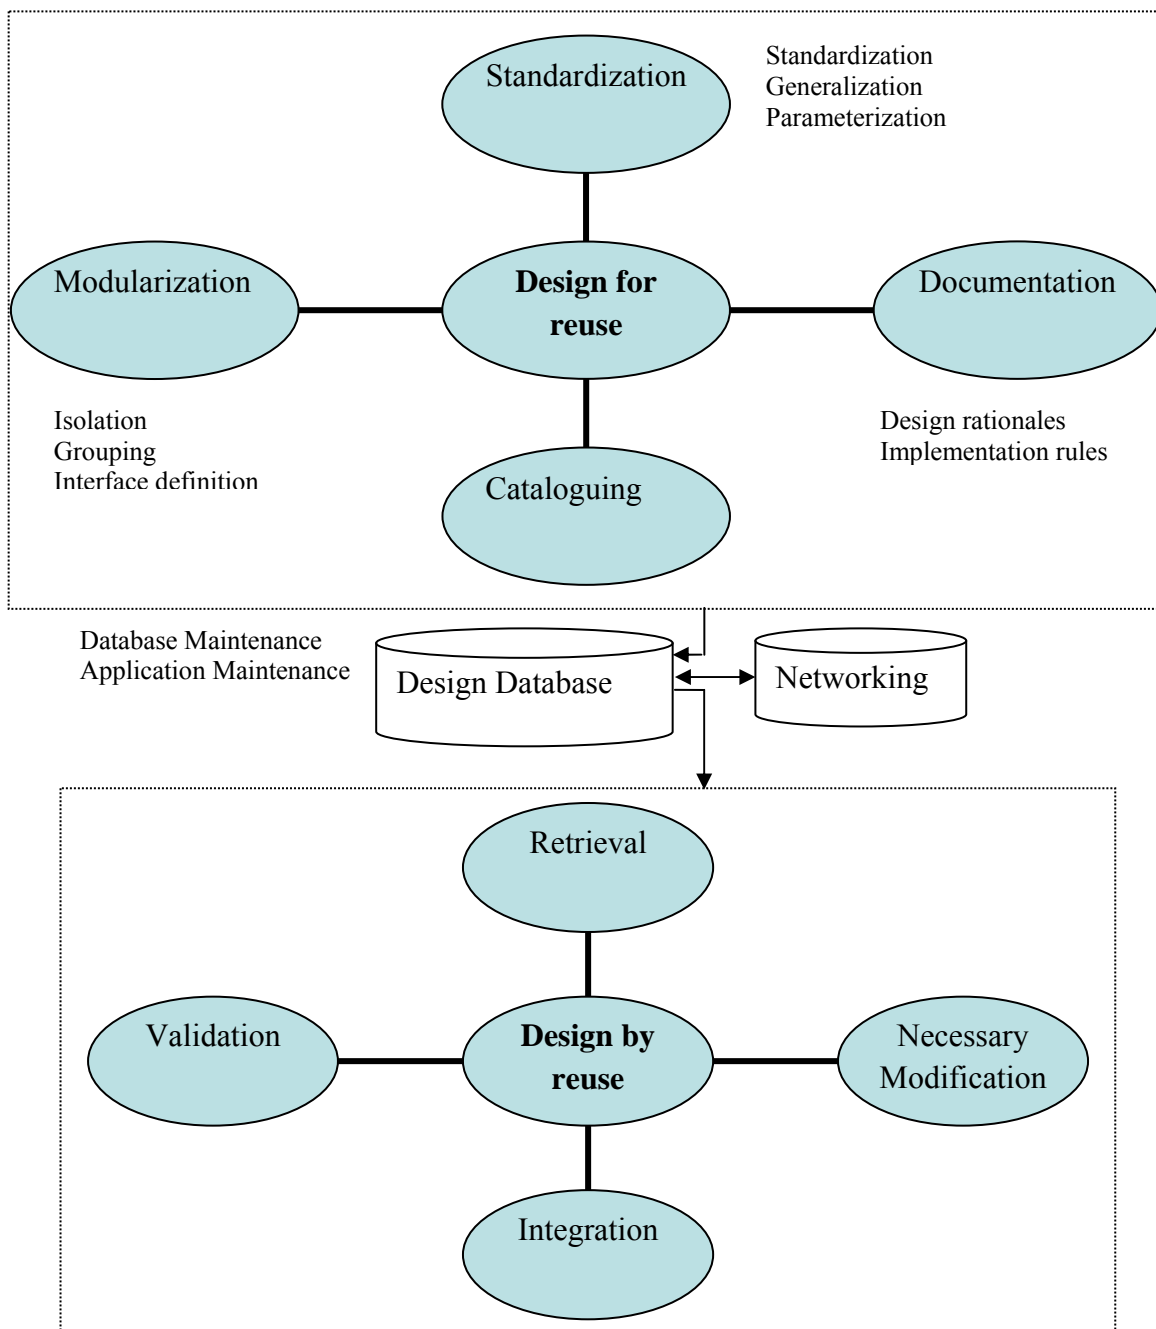 Standardization
Standardization
Generalization
Parameterization
Modularization
Design for
reuse
Documentation
Isolation
Grouping
Interface definition
Design rationales
Implementation rules
Cataloguing
Database Maintenance
Application Maintenance
Design Database
Networking
Retrieval
Validation
Design by
reuse
Necessary
Modification
Integration